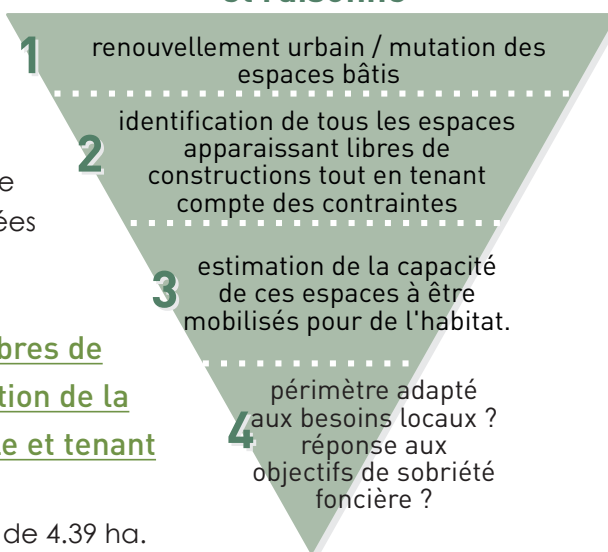 et raisonné
1
renouvellement urbain / mutation des
espaces bâtis
2
identification de tous les espaces
apparaissant libres de
constructions tout en tenant
compte des contraintes
3
estimation de la capacité
de ces espaces à être
mobilisés pour de l'habitat.
4
périmètre adapté
aux besoins locaux ?
réponse aux
objectifs de sobriété
foncière ?
e
ées
bres de
tion de la
e et tenant
de 4.39 ha.